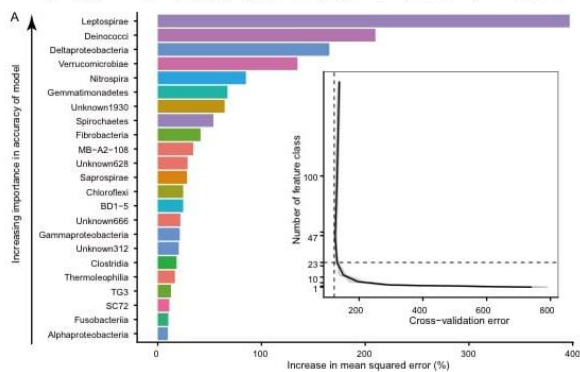 A
Increasing importance in accuracy of model
Leptospirae
Deinococci
Deltaproteobacteria
Verrucomicrobiae
Nitrospira
Gemmatimonadetes
Unknown1930
Spirochaetes
Fibrobacteria
MB-A2-108
Unknown628
Saprospirae
Chloroflexi
BD1-5
Unknown666
Gammaproteobacteria
Unknown312
Clostridia
Thermoleophilia
TG3
SC72
Fusobacteriia
Alphaproteobacteria
0 100 200 300 400
Increase in mean squared error (%)
Number of feature class
100
47
23
10
1
200 400 600 800
Cross-validation error